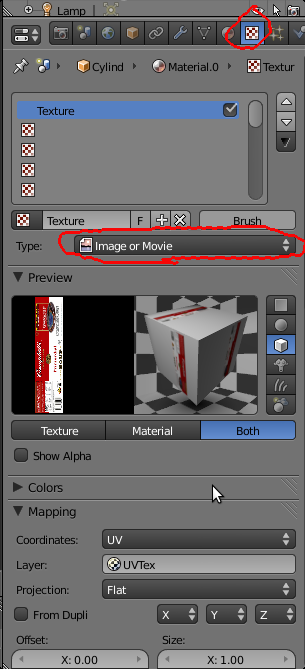 Lamp
Cylind
Material.0
Textur
Texture
Texture
F
Brush
Type:
Image or Movie
Preview
Texture
Material
Both
Show Alpha
Colors
Mapping
Coordinates:
UV
Layer:
UVTex
Projection:
Flat
From Dupli
X
Y
Z
Offset:
Size:
X: 0.00
X: 1.00